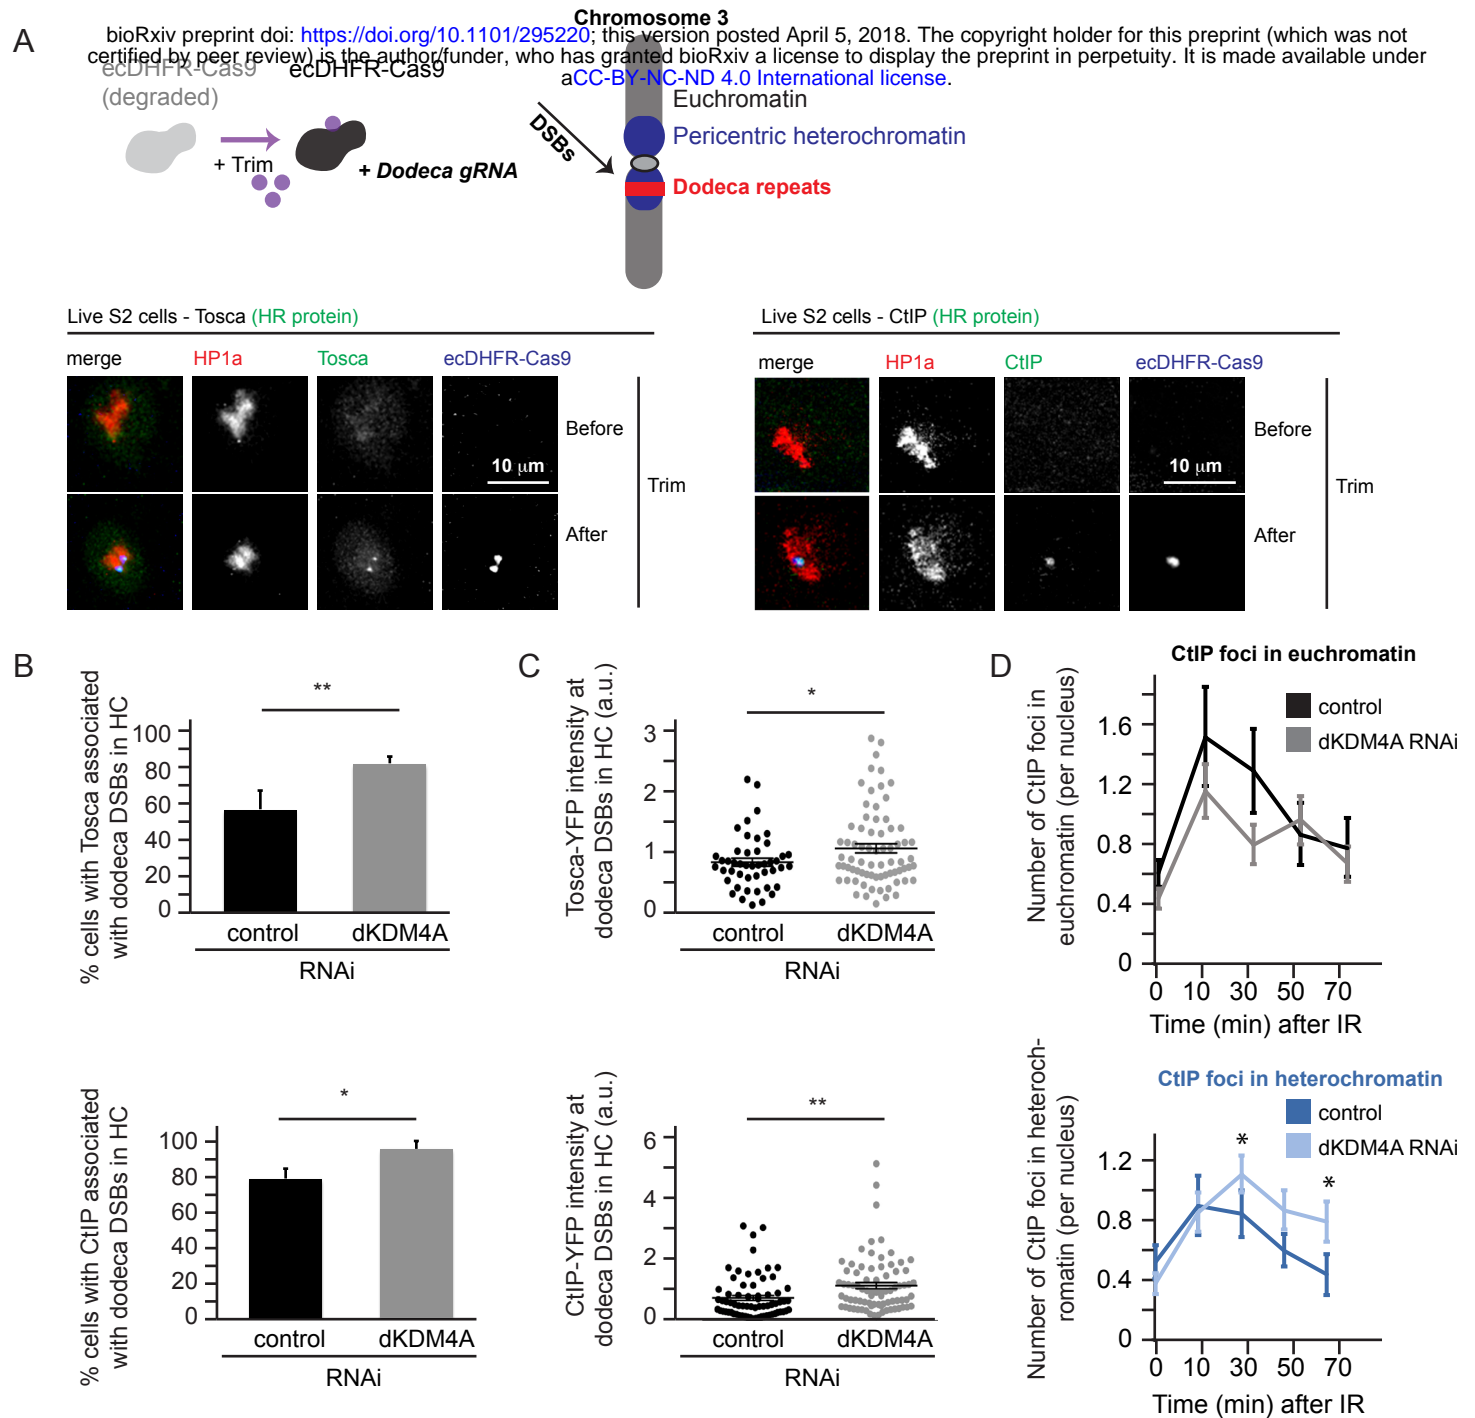 A
Chromosome 3
bioRxiv preprint doi: https://doi.org/10.1101/295220; this version posted April 5, 2018. The copyright holder for this preprint (which was not
certified by peer review) is the author/funder, who has granted bioRxiv a license to display the preprint in perpetuity. It is made available under
aCC-BY-NC-ND 4.0 International license.
ecDHFR-Cas9
(degraded)
ecDHFR-Cas9
+ Trim
+ Dodeca gRNA
DSBs
Euchromatin
Pericentric heterochromatin
Dodeca repeats
Live S2 cells - Tosca (HR protein)
merge
HP1a
Tosca
ecDHFR-Cas9
Before
10 μm
Trim
After
Live S2 cells - CtIP (HR protein)
merge
HP1a
CtIP
ecDHFR-Cas9
Before
10 μm
Trim
After
B
% cells with Tosca associated
with dodeca DSBs in HC
**
100
80
60
40
20
0
control
dKDM4A
RNAi
% cells with CtIP associated
with dodeca DSBs in HC
*
100
80
60
40
20
0
control
dKDM4A
RNAi
C
Tosca-YFP intensity at
dodeca DSBs in HC (a.u.)
*
3
2
1
0
control
dKDM4A
RNAi
CtIP-YFP intensity at
dodeca DSBs in HC (a.u.)
**
6
4
2
0
control
dKDM4A
RNAi
D
CtIP foci in euchromatin
control
dKDM4A RNAi
Number of CtIP foci in
euchromatin (per nucleus)
1.6
1.2
0.8
0.4
0
0 10 30 50 70
Time (min) after IR
CtIP foci in heterochromatin
control
dKDM4A RNAi
Number of CtIP foci in heteroch-
romatin (per nucleus)
*
*
1.2
0.8
0.4
0
0 10 30 50 70
Time (min) after IR